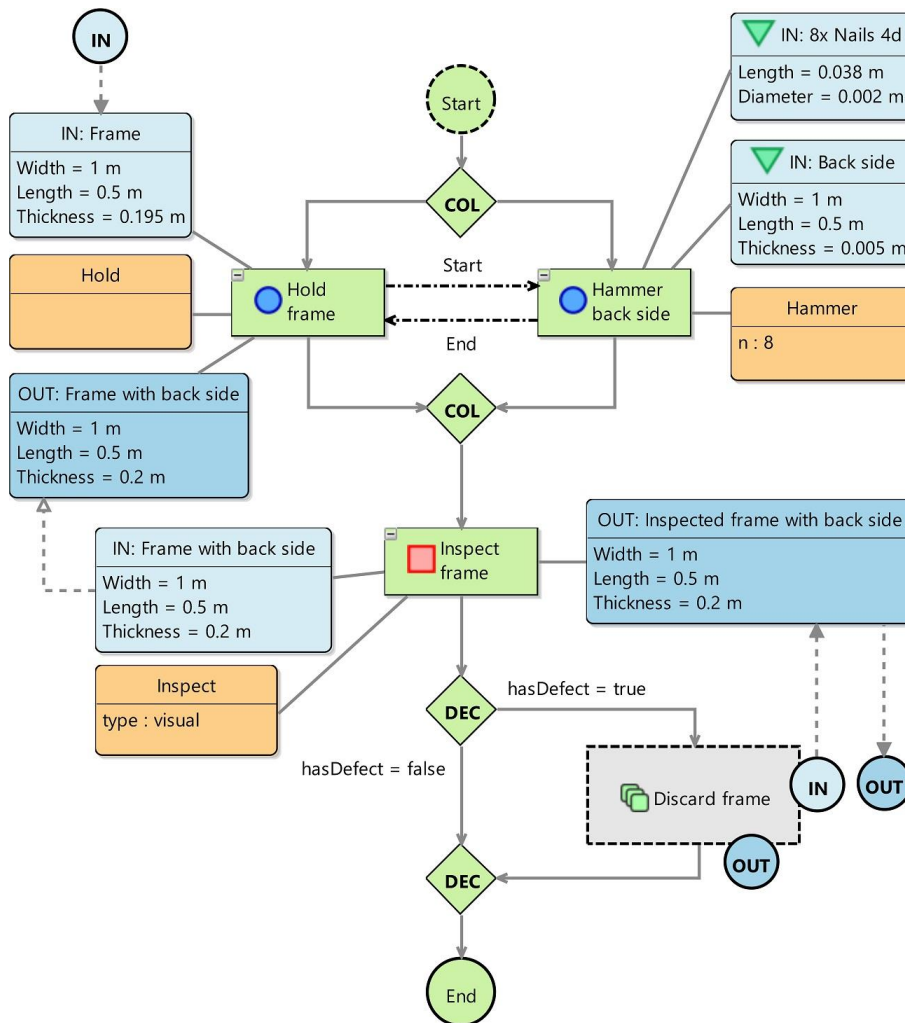 IN
Start
IN: 8x Nails 4d
Length = 0.038 m
Diameter = 0.002 m
IN: Frame
Width = 1 m
Length = 0.5 m
Thickness = 0.195 m
COL
IN: Back side
Width = 1 m
Length = 0.5 m
Thickness = 0.005 m
Hold
Start
Hold
frame
Hammer
back side
End
Hammer
n : 8
OUT: Frame with back side
Width = 1 m
Length = 0.5 m
Thickness = 0.2 m
COL
IN: Frame with back side
Width = 1 m
Length = 0.5 m
Thickness = 0.2 m
Inspect
frame
OUT: Inspected frame with back side
Width = 1 m
Length = 0.5 m
Thickness = 0.2 m
Inspect
type : visual
DEC
hasDefect = true
hasDefect = false
Discard frame
IN
OUT
OUT
DEC
End